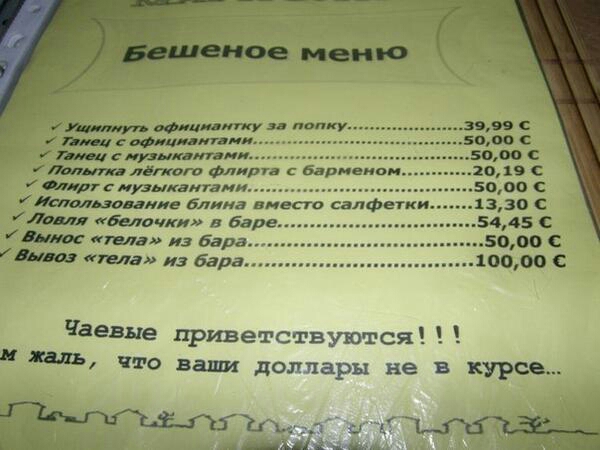 Бешеное меню
✓ Ущипнуть официантку за попку....................39,99 €
✓ Танец с официантами...................................50,00 €
✓ Танец с музыкантами...................................50,00 €
✓ Попытка лёгкого флирта с барменом............20,19 €
✓ Флирт с музыкантами...................................50,00 €
✓ Использование блина вместо салфетки.......13,30 €
✓ Ловля «белочки» в баре...............................54,45 €
✓ Вынос «тела» из бара...................................50,00 €
✓ Вывоз «тела» из бара.................................100,00 €
Чаевые приветствуются!!!
м жаль, что ваши доллары не в курсе…